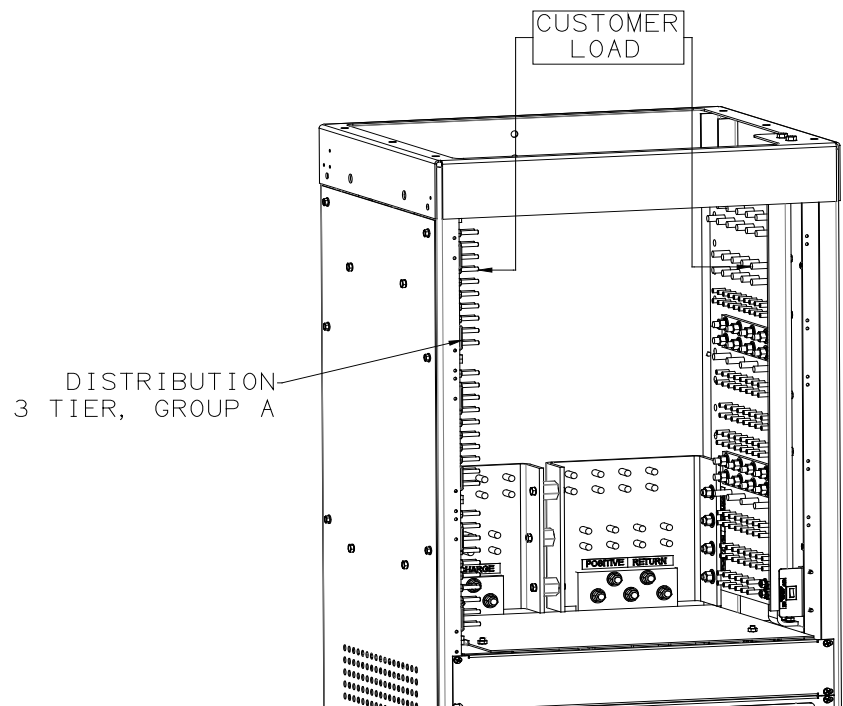 CUSTOMER
LOAD
DISTRIBUTION
3 TIER, GROUP A
CHARGE
POSITIVE RETURN